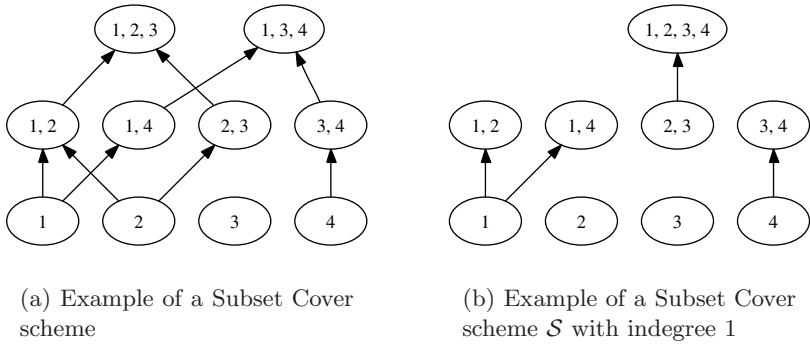 1, 2, 3
1, 3, 4
1, 2
1, 4
2, 3
3, 4
1
2
3
4
(a) Example of a Subset Cover
scheme
1, 2, 3, 4
1, 2
1, 4
2, 3
3, 4
1
2
3
4
(b) Example of a Subset Cover
scheme 𝒮 with indegree 1